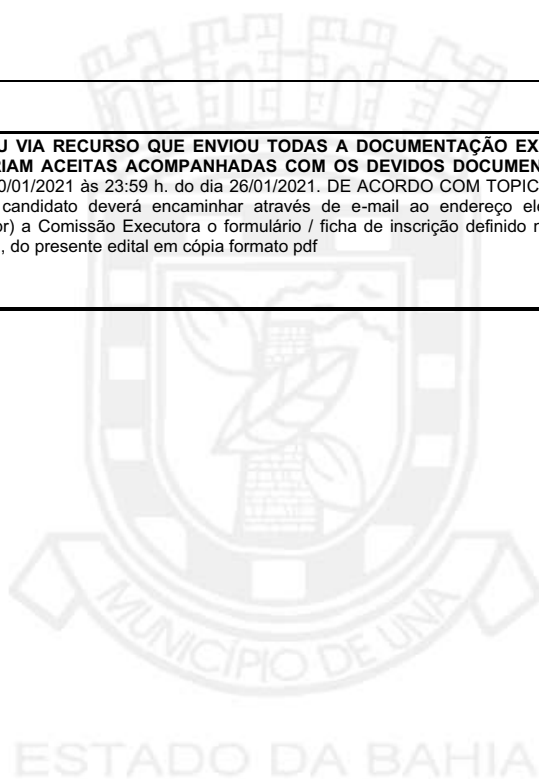 U VIA RECURSO QUE ENVIOU TODAS A DOCUMENTAÇÃO EX
RIAM ACEITAS ACOMPANHADAS COM OS DEVIDOS DOCUMEN
0/01/2021 às 23:59 h. do dia 26/01/2021. DE ACORDO COM TOPIC
candidato deverá encaminhar através de e-mail ao endereço el
or) a Comissão Executora o formulário / ficha de inscrição definido
, do presente edital em cópia formato pdf
MUNICÍPIO DE UNA
ESTADO DA BAHIA